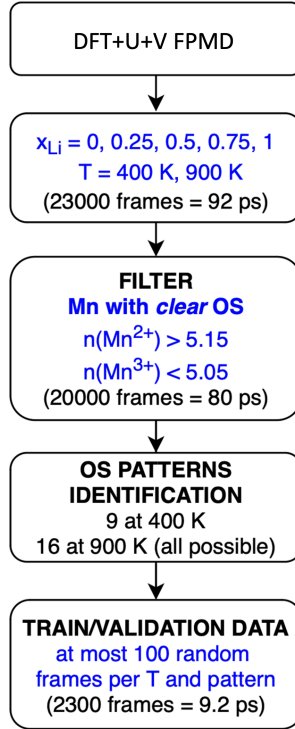 DFT+U+V FPMD
x_Li = 0, 0.25, 0.5, 0.75, 1
T = 400 K, 900 K
(23000 frames = 92 ps)
FILTER
Mn with clear OS
n(Mn²⁺) > 5.15
n(Mn³⁺) < 5.05
(20000 frames = 80 ps)
OS PATTERNS
IDENTIFICATION
9 at 400 K
16 at 900 K (all possible)
TRAIN/VALIDATION DATA
at most 100 random
frames per T and pattern
(2300 frames = 9.2 ps)